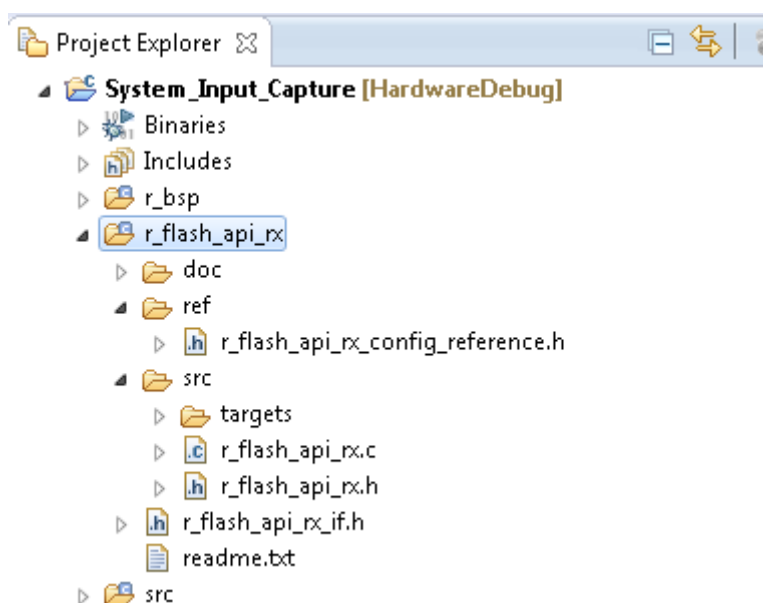 Project Explorer
System_Input_Capture [HardwareDebug]
Binaries
Includes
r_bsp
r_flash_api_rx
doc
ref
r_flash_api_rx_config_reference.h
src
targets
r_flash_api_rx.c
r_flash_api_rx.h
r_flash_api_rx_if.h
readme.txt
src